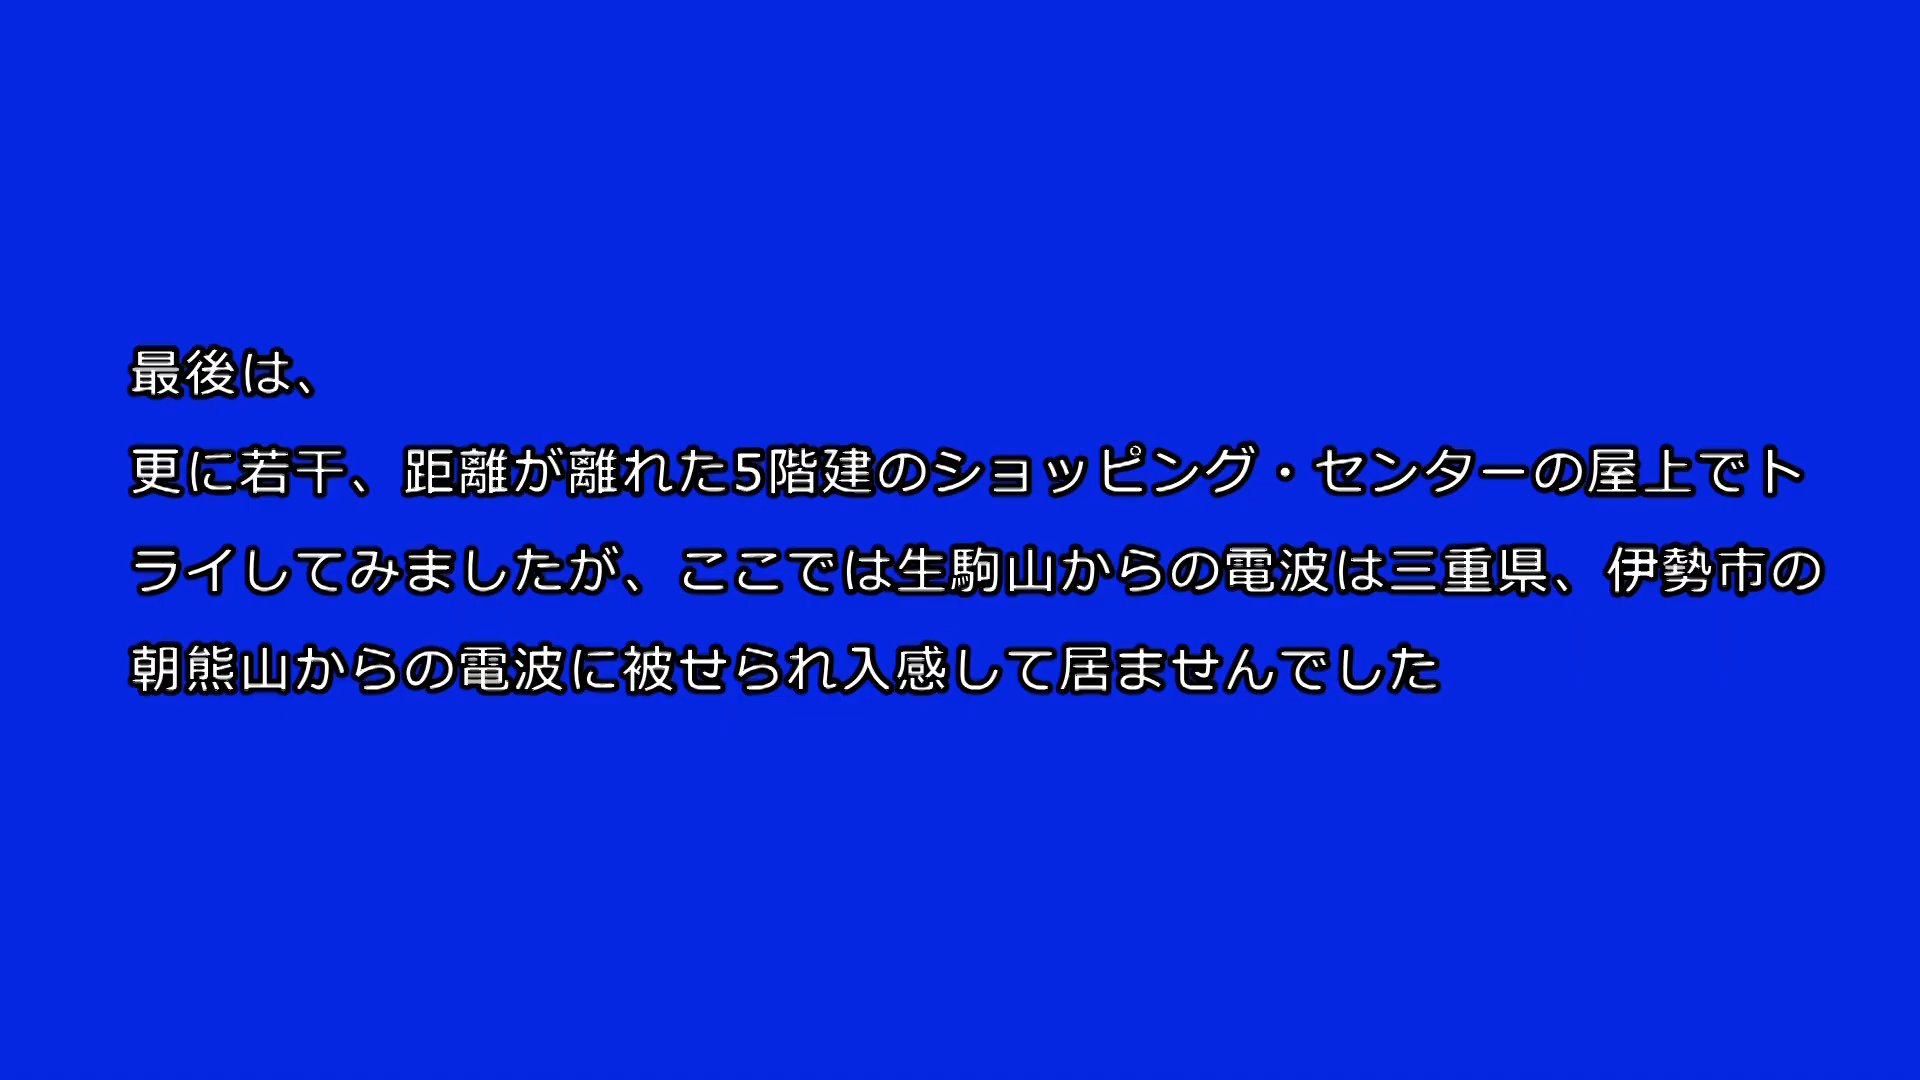 最後は、
更に若干、距離が離れた5階建のショッピング・センターの屋上でト
ライしてみましたが、ここでは生駒山からの電波は三重県、伊勢市の
朝熊山からの電波に被せられ入感して居ませんでした